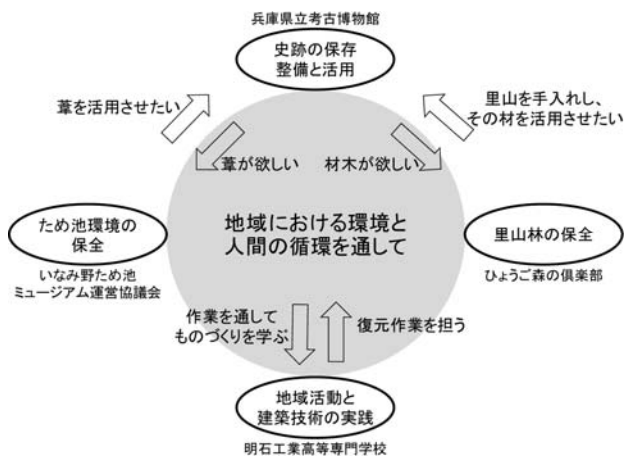 兵庫県立考古博物館
史跡の保存
整備と活用
葦を活用させたい
里山を手入れし、
その材を活用させたい
葦が欲しい
材木が欲しい
ため池環境の
保全
地域における環境と
人間の循環を通して
里山林の保全
いなみ野ため池
ミュージアム運営協議会
ひょうご森の倶楽部
作業を通して
ものづくりを学ぶ
復元作業を担う
地域活動と
建築技術の実践
明石工業高等専門学校